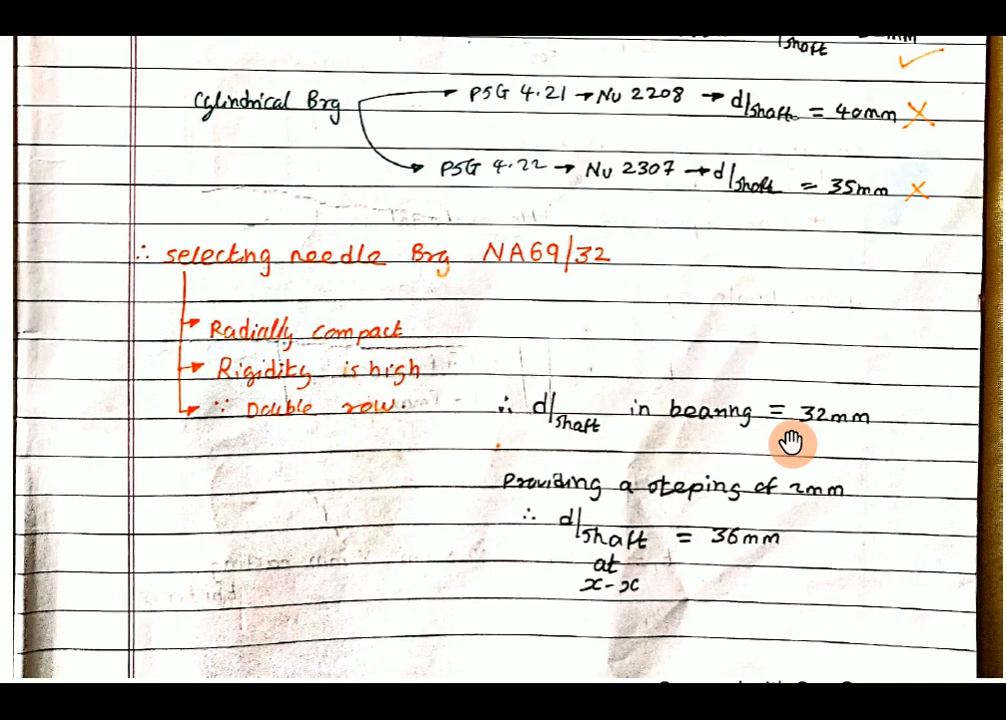 d/shaft
Cylindrical Brg → PSG 4.21 → Nu 2208 → d/shaft = 40mm ✗
→ PSG 4.22 → Nu 2307 → d/shaft = 35mm ✗
∴ selecting needle Brg NA69/32
→ Radially compact
→ Rigidity is high
→ ∵ Double row.
∴ d/shaft in bearing = 32mm
Providing a steping of 2mm
∴ d/shaft at x-x = 36mm